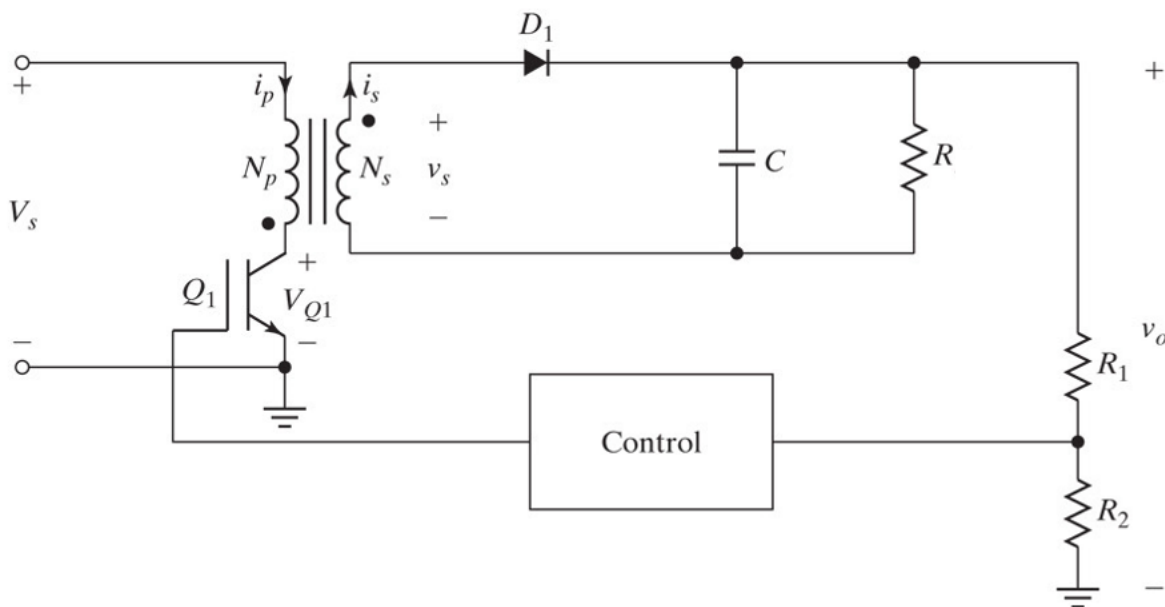 D1
+
ip
is
+
Np
Ns
vs
C
R
Vs
−
+
Q1
VQ1
−
−
+
vo
R1
Control
R2
−